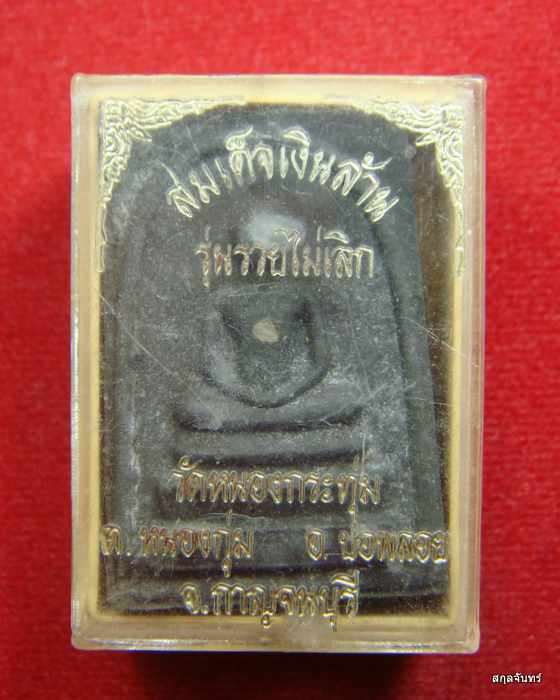 สมเด็จเงินล้าน
รุ่นรวยไม่เลิก
วัดหนองกระทุ่ม
ต.หนองกุ่ม อ.บ่อพลอย
จ.กาญจนบุรี
สกุลจันทร์